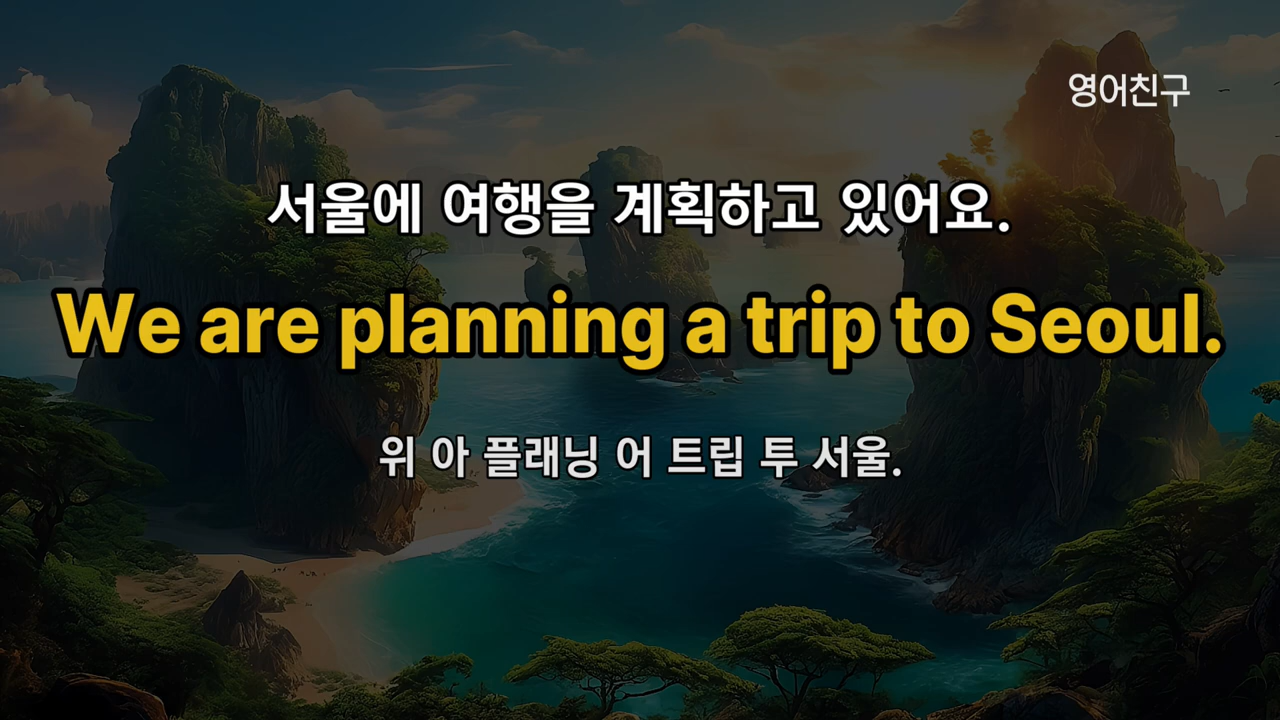 영어친구
서울에 여행을 계획하고 있어요.
We are planning a trip to Seoul.
위 아 플래닝 어 트립 투 서울.